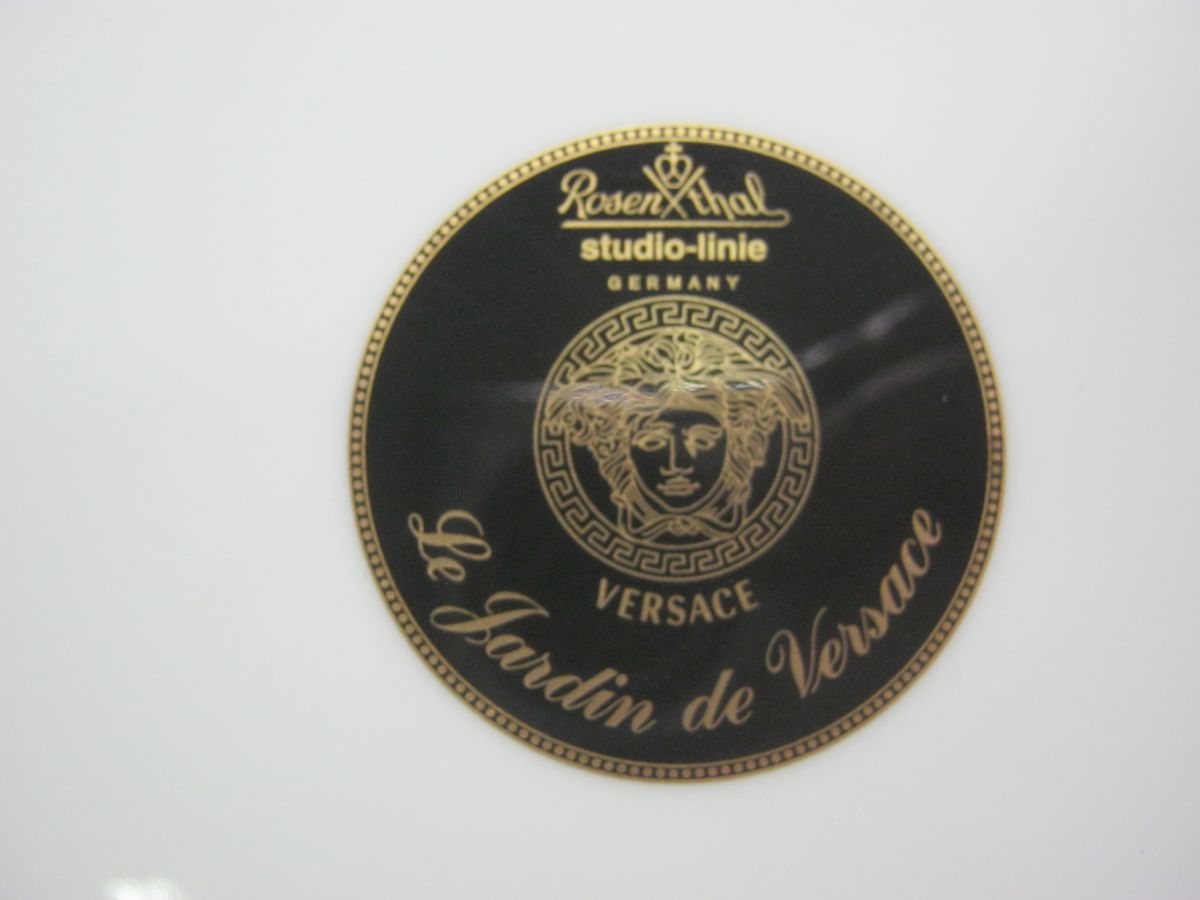 Rosenthal
studio-linie
GERMANY
VERSACE
Le Jardin de Versace